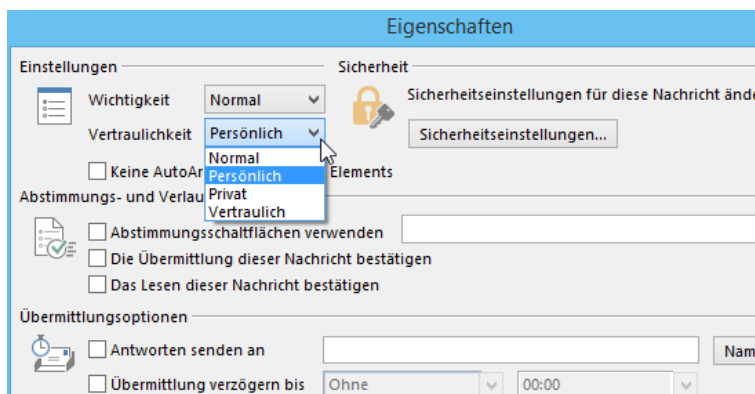 Eigenschaften
Einstellungen
Sicherheit
Wichtigkeit Normal
Sicherheitseinstellungen für diese Nachricht ände
Vertraulichkeit Persönlich
Sicherheitseinstellungen...
Normal
Keine AutoAr Persönlich Elements
Privat
Abstimmungs- und Verlau
Vertraulich
Abstimmungsschaltflächen verwenden
Die Übermittlung dieser Nachricht bestätigen
Das Lesen dieser Nachricht bestätigen
Übermittlungsoptionen
Antworten senden an
Nam
Übermittlung verzögern bis Ohne 00:00